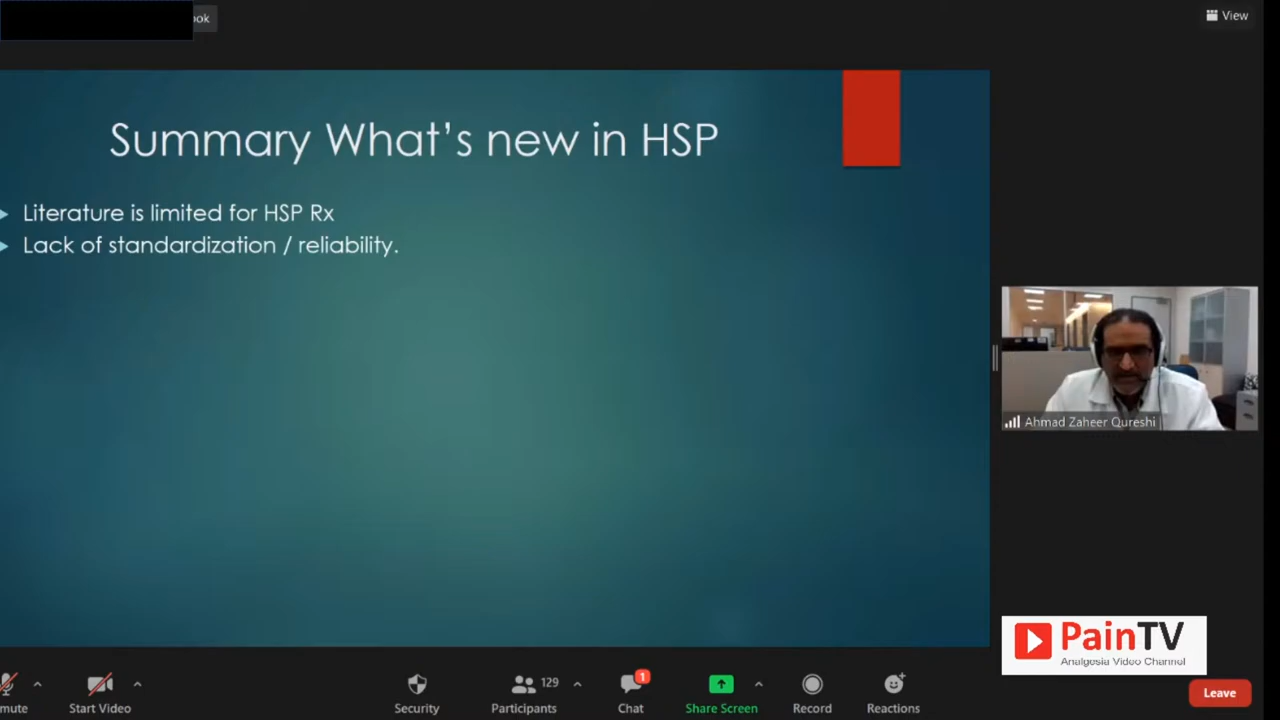 ook
View
Summary What's new in HSP
Literature is limited for HSP Rx
Lack of standardization / reliability.
Ahmad Zaheer Qureshi
PainTV
Analgesia Video Channel
129
1
mute
Start Video
Security
Participants
Chat
Share Screen
Record
Reactions
Leave